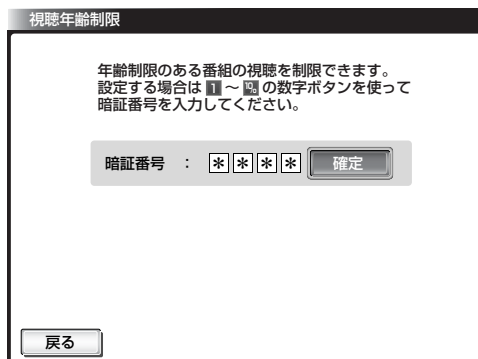 視聴年齢制限
年齢制限のある番組の視聴を制限できます。
設定する場合は 1 ~ 10 の数字ボタンを使って
暗証番号を入力してください。
暗証番号 : * * * * 確定
戻る